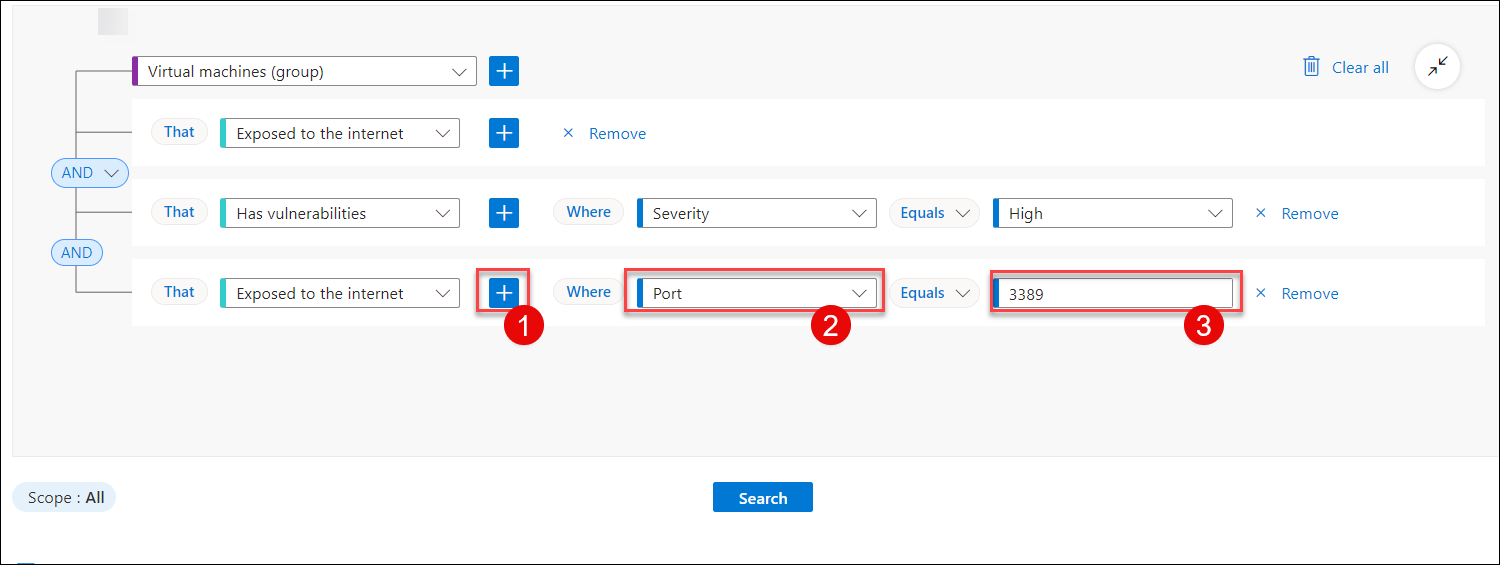 Virtual machines (group)
Clear all
That Exposed to the internet Remove
AND
That Has vulnerabilities Where Severity Equals High Remove
AND
That Exposed to the internet Where Port Equals 3389 Remove
1 2 3
Scope : All
Search